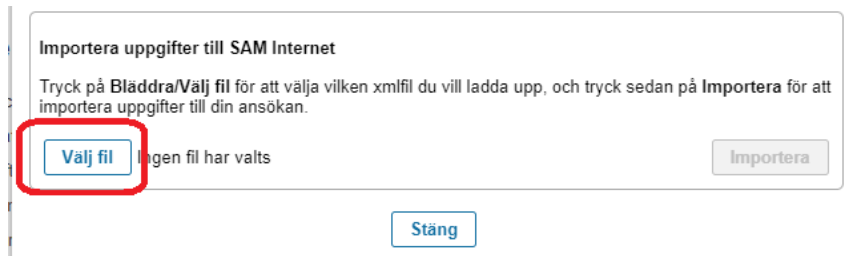 Importera uppgifter till SAM Internet
Tryck på Bläddra/Välj fil för att välja vilken xmlfil du vill ladda upp, och tryck sedan på Importera för att
importera uppgifter till din ansökan.
Välj fil Ingen fil har valts Importera
Stäng